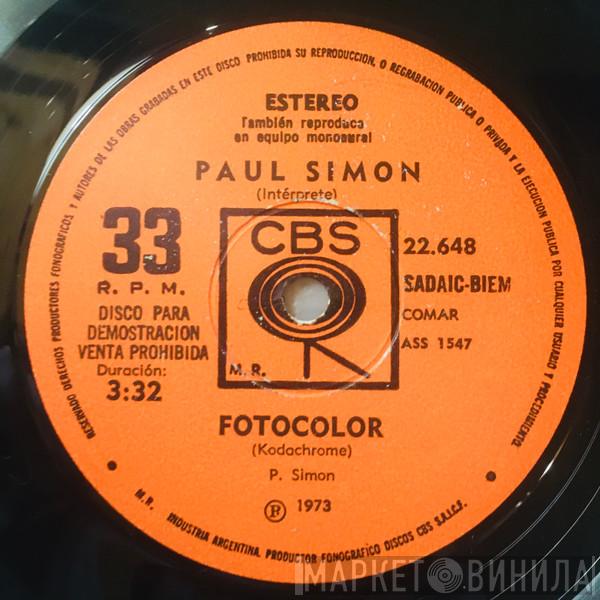 RESERVADO DERECHOS PRODUCTORES FONOGRAFICOS Y AUTORES DE LAS OBRAS GRABADAS EN ESTE DISCO PROHIBIDA SU REPRODUCCION, O REGRABACION PUBLICA O PRIVADA Y LA EJECUCION PUBLICA POR CUALQUIER USUARIO Y PROCEDIMIENTO.
ESTEREO
También reproduce
en equipo monoaural
PAUL SIMON
(Intérprete)
33
R. P. M.
DISCO PARA
DEMOSTRACION
VENTA PROHIBIDA
Duración:
3:32
CBS
M. R.
22.648
SADAIC-BIEM
COMAR
ASS 1547
FOTOCOLOR
(Kodachrome)
P. Simon
Ⓟ 1973
M. R. INDUSTRIA ARGENTINA. PRODUCTOR FONOGRAFICO DISCOS CBS S.A.I.C.F.
МАРКЕТ ВИНИЛА